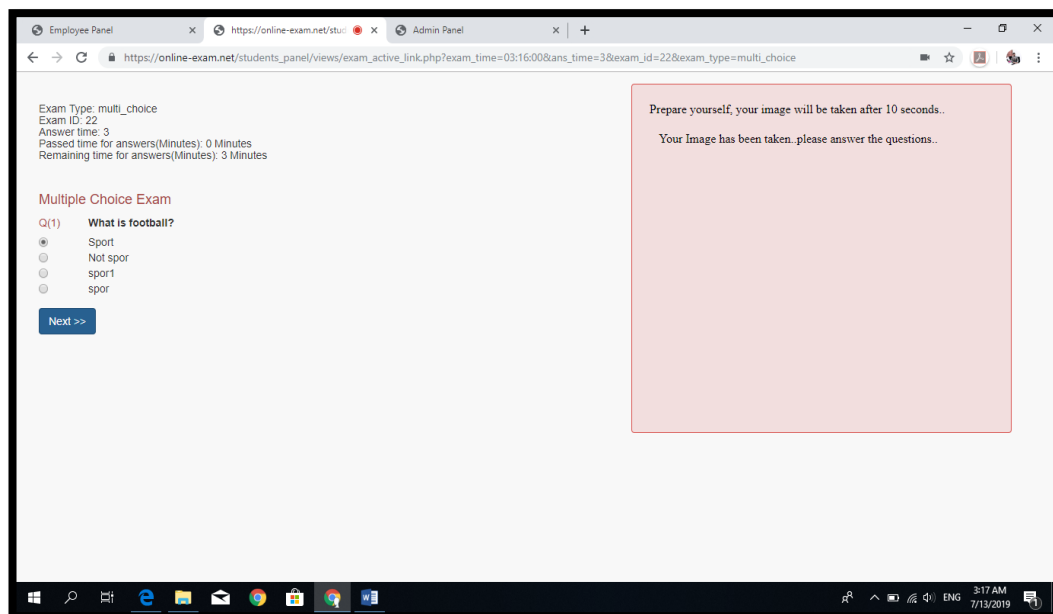 Employee Panel
https://online-exam.net/stud
Admin Panel
https://online-exam.net/students_panel/views/exam_active_link.php?exam_time=03:16:00&ans_time=3&exam_id=22&exam_type=multi_choice
Exam Type: multi_choice
Exam ID: 22
Answer time: 3
Passed time for answers(Minutes): 0 Minutes
Remaining time for answers(Minutes): 3 Minutes
Multiple Choice Exam
Q(1) What is football?
Sport
Not spor
spor1
spor
Next >>
Prepare yourself, your image will be taken after 10 seconds..
Your Image has been taken..please answer the questions..
ENG
3:17 AM
7/13/2019